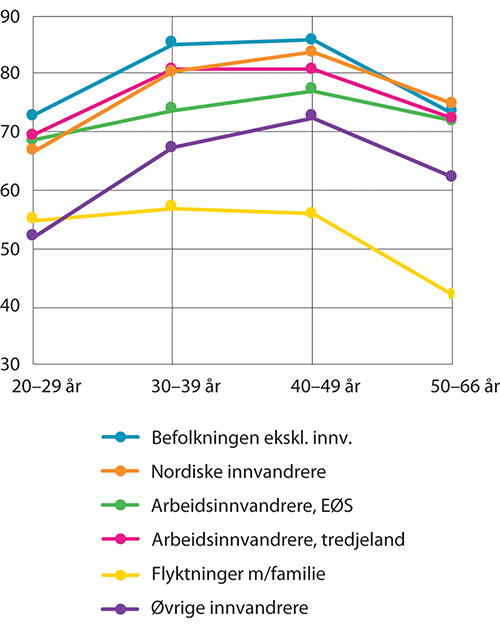 90
80
70
60
50
40
30
20–29 år 30–39 år 40–49 år 50–66 år
Befolkningen ekskl. innv.
Nordiske innvandrere
Arbeidsinnvandrere, EØS
Arbeidsinnvandrere, tredjeland
Flyktninger m/familie
Øvrige innvandrere